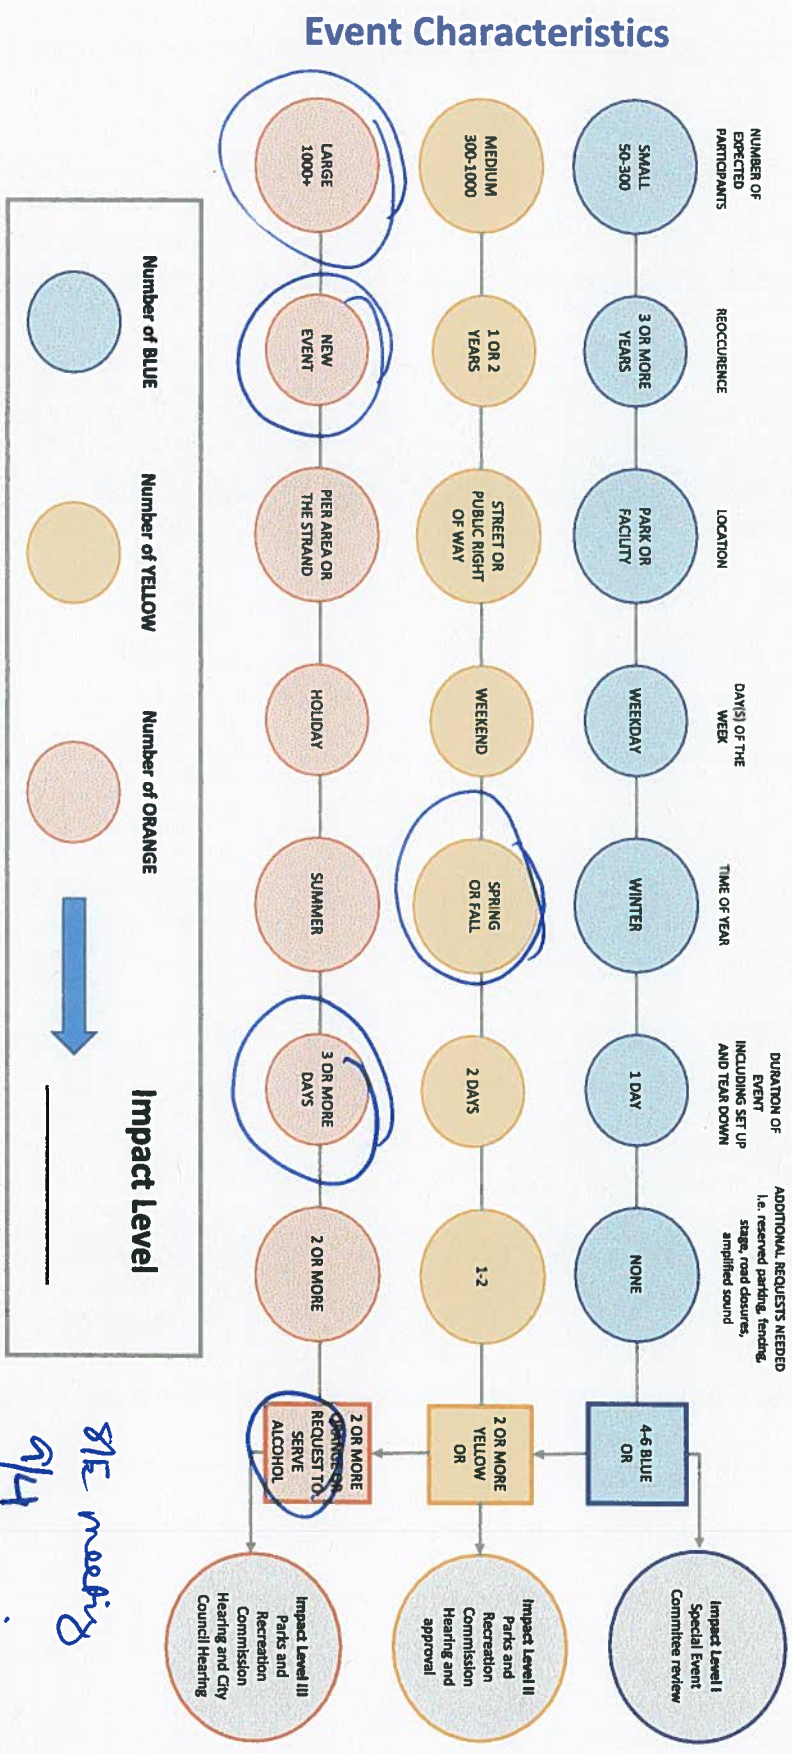 Event Characteristics
NUMBER OF
EXPECTED
PARTICIPANTS
REOCCURENCE
LOCATION
DAY(S) OF THE
WEEK
TIME OF YEAR
DURATION OF
EVENT
INCLUDING SET UP
AND TEAR DOWN
ADDITIONAL REQUESTS NEEDED
i.e. reserved parking, fencing,
stage, road closures,
amplified sound
SMALL
50-300
3 OR MORE
YEARS
PARK OR
FACILITY
WEEKDAY
WINTER
1 DAY
NONE
4-6 BLUE
OR
Impact Level I
Special Event
Committee review
MEDIUM
300-1000
1 OR 2
YEARS
STREET OR
PUBLIC RIGHT
OF WAY
WEEKEND
SPRING
OR FALL
2 DAYS
1-2
2 OR MORE
YELLOW
OR
Impact Level II
Parks and
Recreation
Commission
Hearing and
approval
LARGE
1000+
NEW
EVENT
PIER AREA OR
THE STRAND
HOLIDAY
SUMMER
3 OR MORE
DAYS
2 OR MORE
2 OR MORE
ORANGE OR
REQUEST TO
SERVE
ALCOHOL
Impact Level III
Parks and
Recreation
Commission
Hearing and City
Council Hearing
Number of BLUE
Number of YELLOW
Number of ORANGE
Impact Level
meeting
9/4